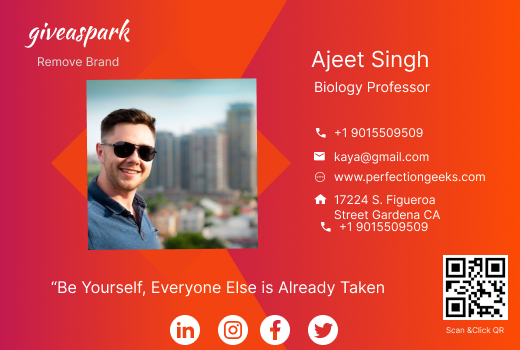 giveaspark
Remove Brand
Ajeet Singh
Biology Professor
+1 9015509509
kaya@gmail.com
www.perfectiongeeks.com
17224 S. Figueroa
Street Gardena CA
+1 9015509509
“Be Yourself, Everyone Else is Already Taken
in
f
Scan &Click QR